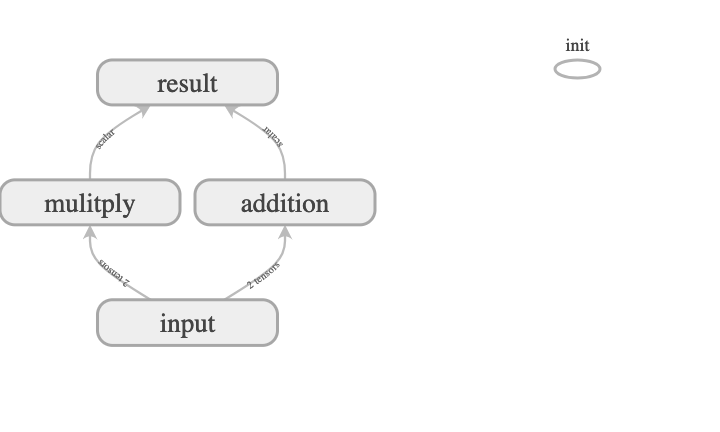 init
result
scalar
scalar
mulitply
addition
2 tensors
2 tensors
input